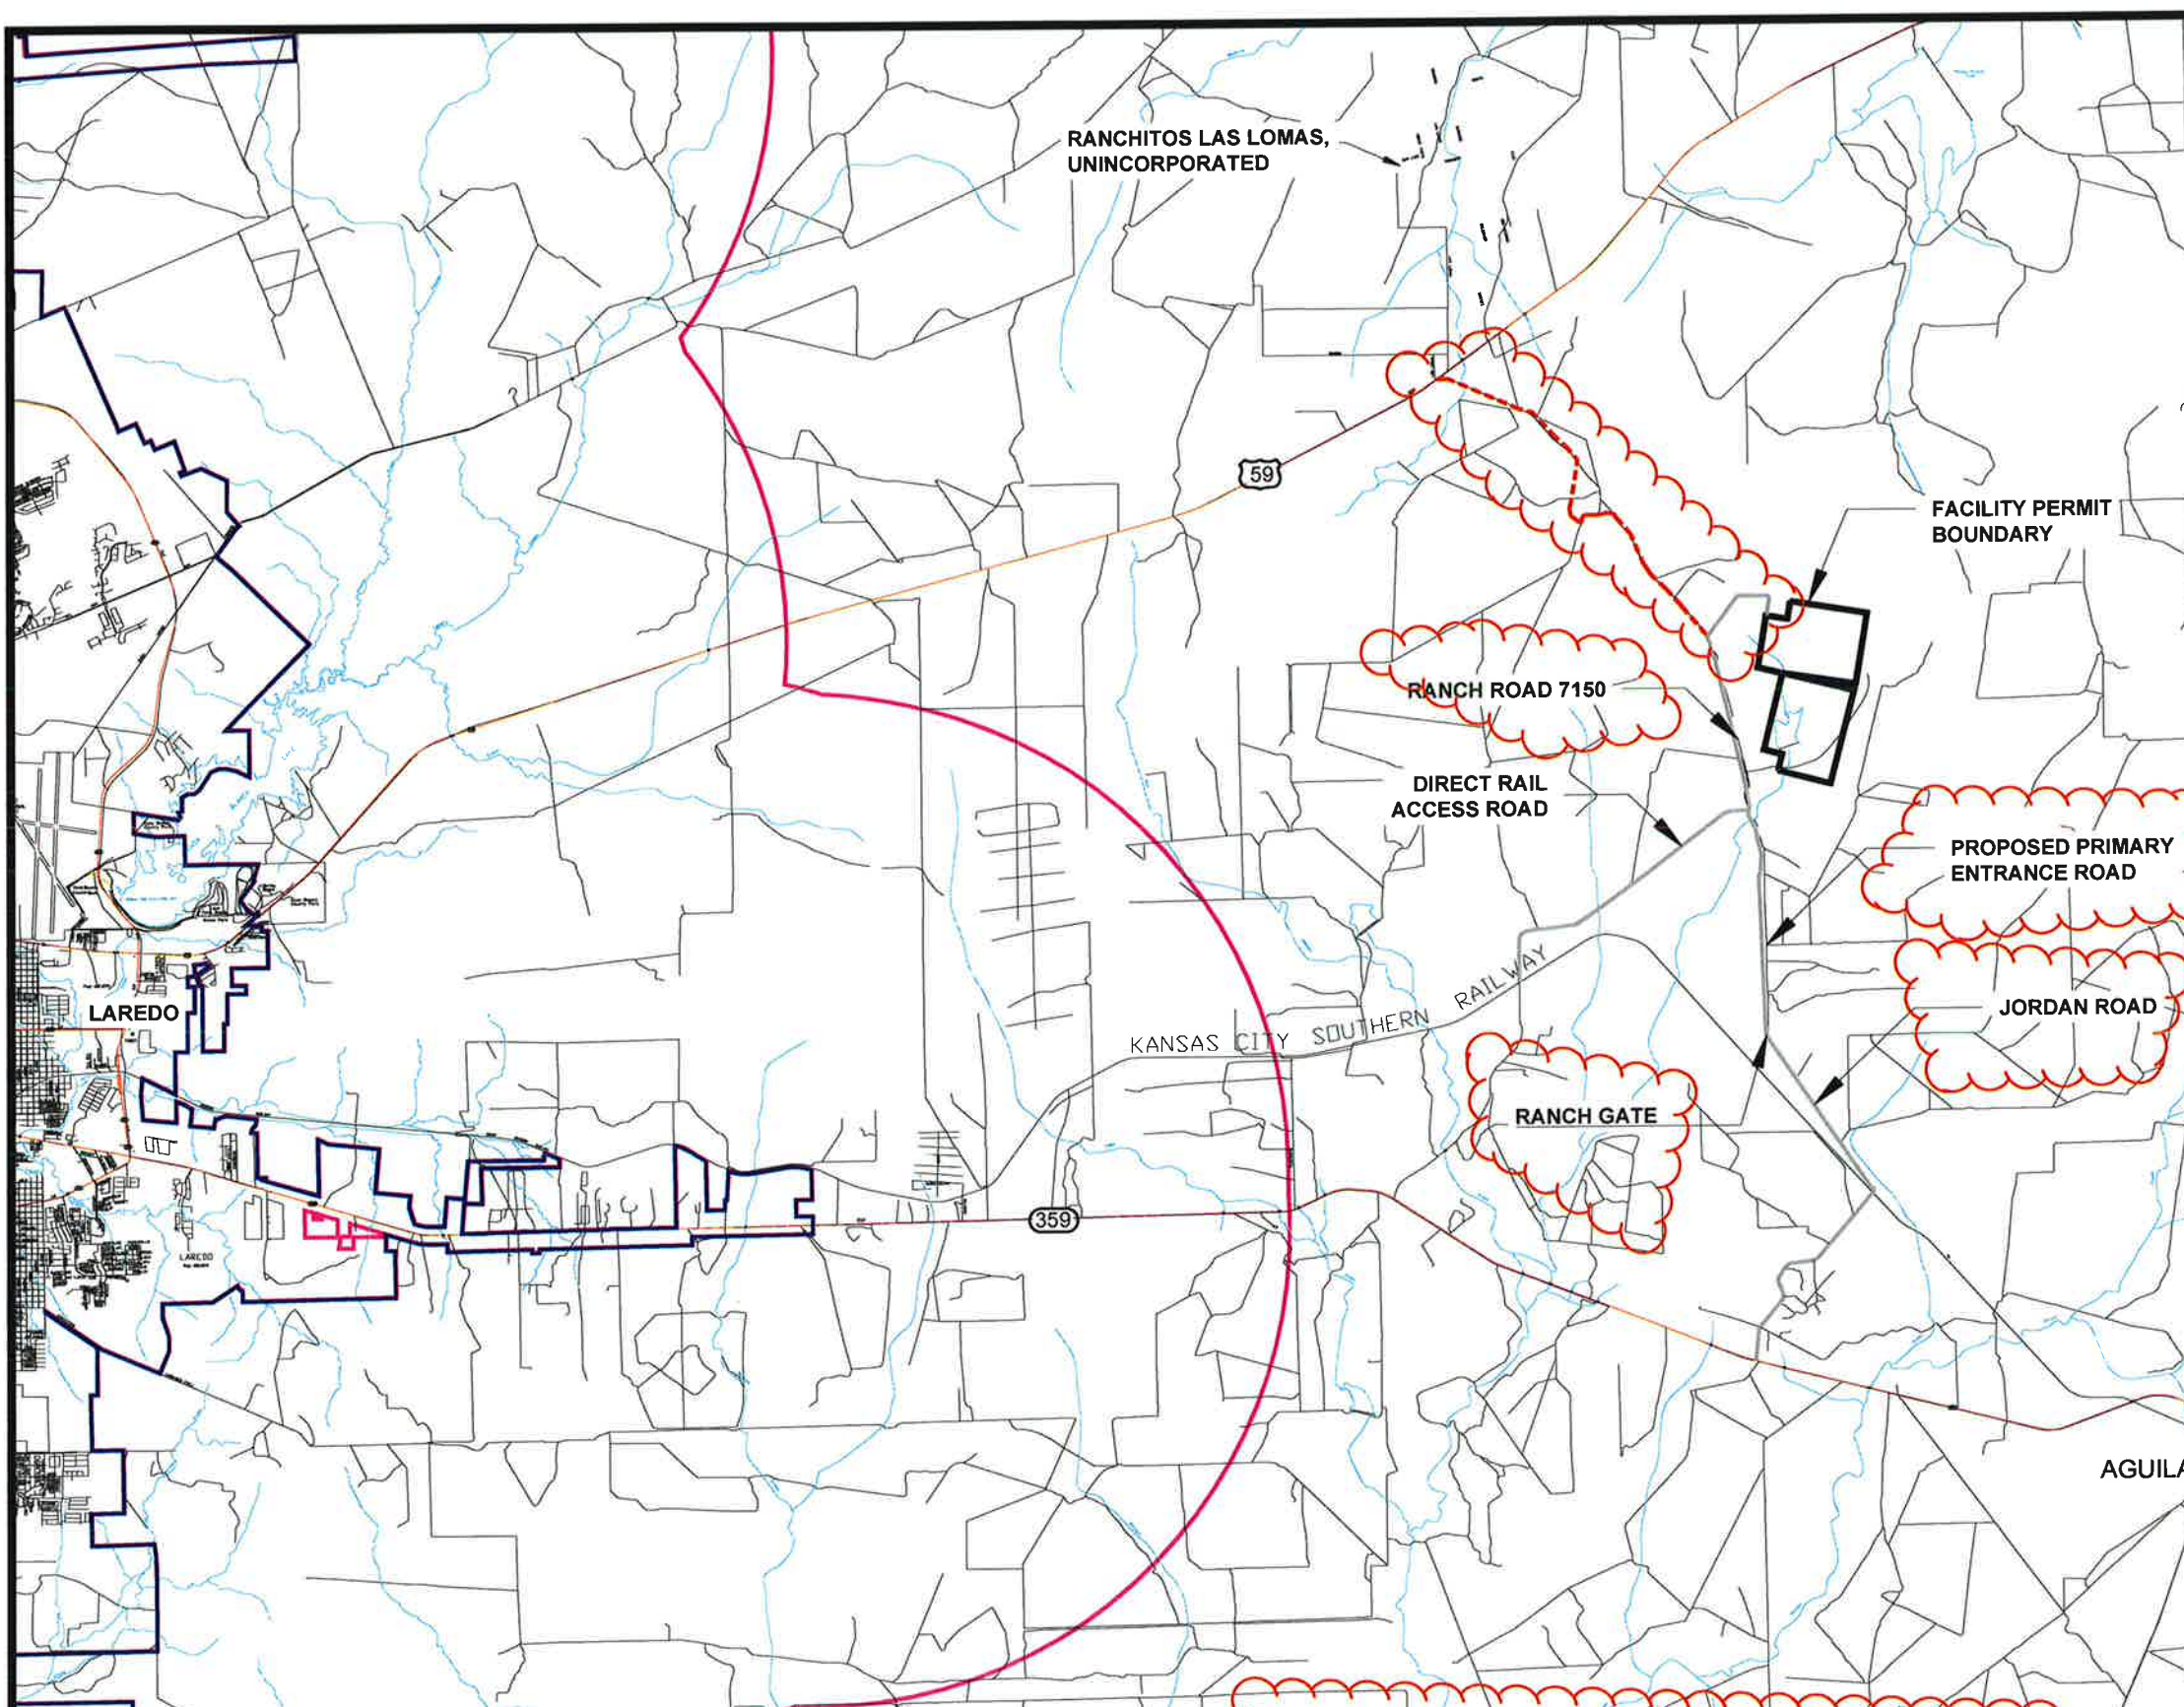 RANCHITOS LAS LOMAS,
UNINCORPORATED
59
FACILITY PERMIT
BOUNDARY
RANCH ROAD 7150
DIRECT RAIL
ACCESS ROAD
PROPOSED PRIMARY
ENTRANCE ROAD
LAREDO
JORDAN ROAD
KANSAS CITY SOUTHERN RAILWAY
RANCH GATE
359
LAREDO
AGUILA